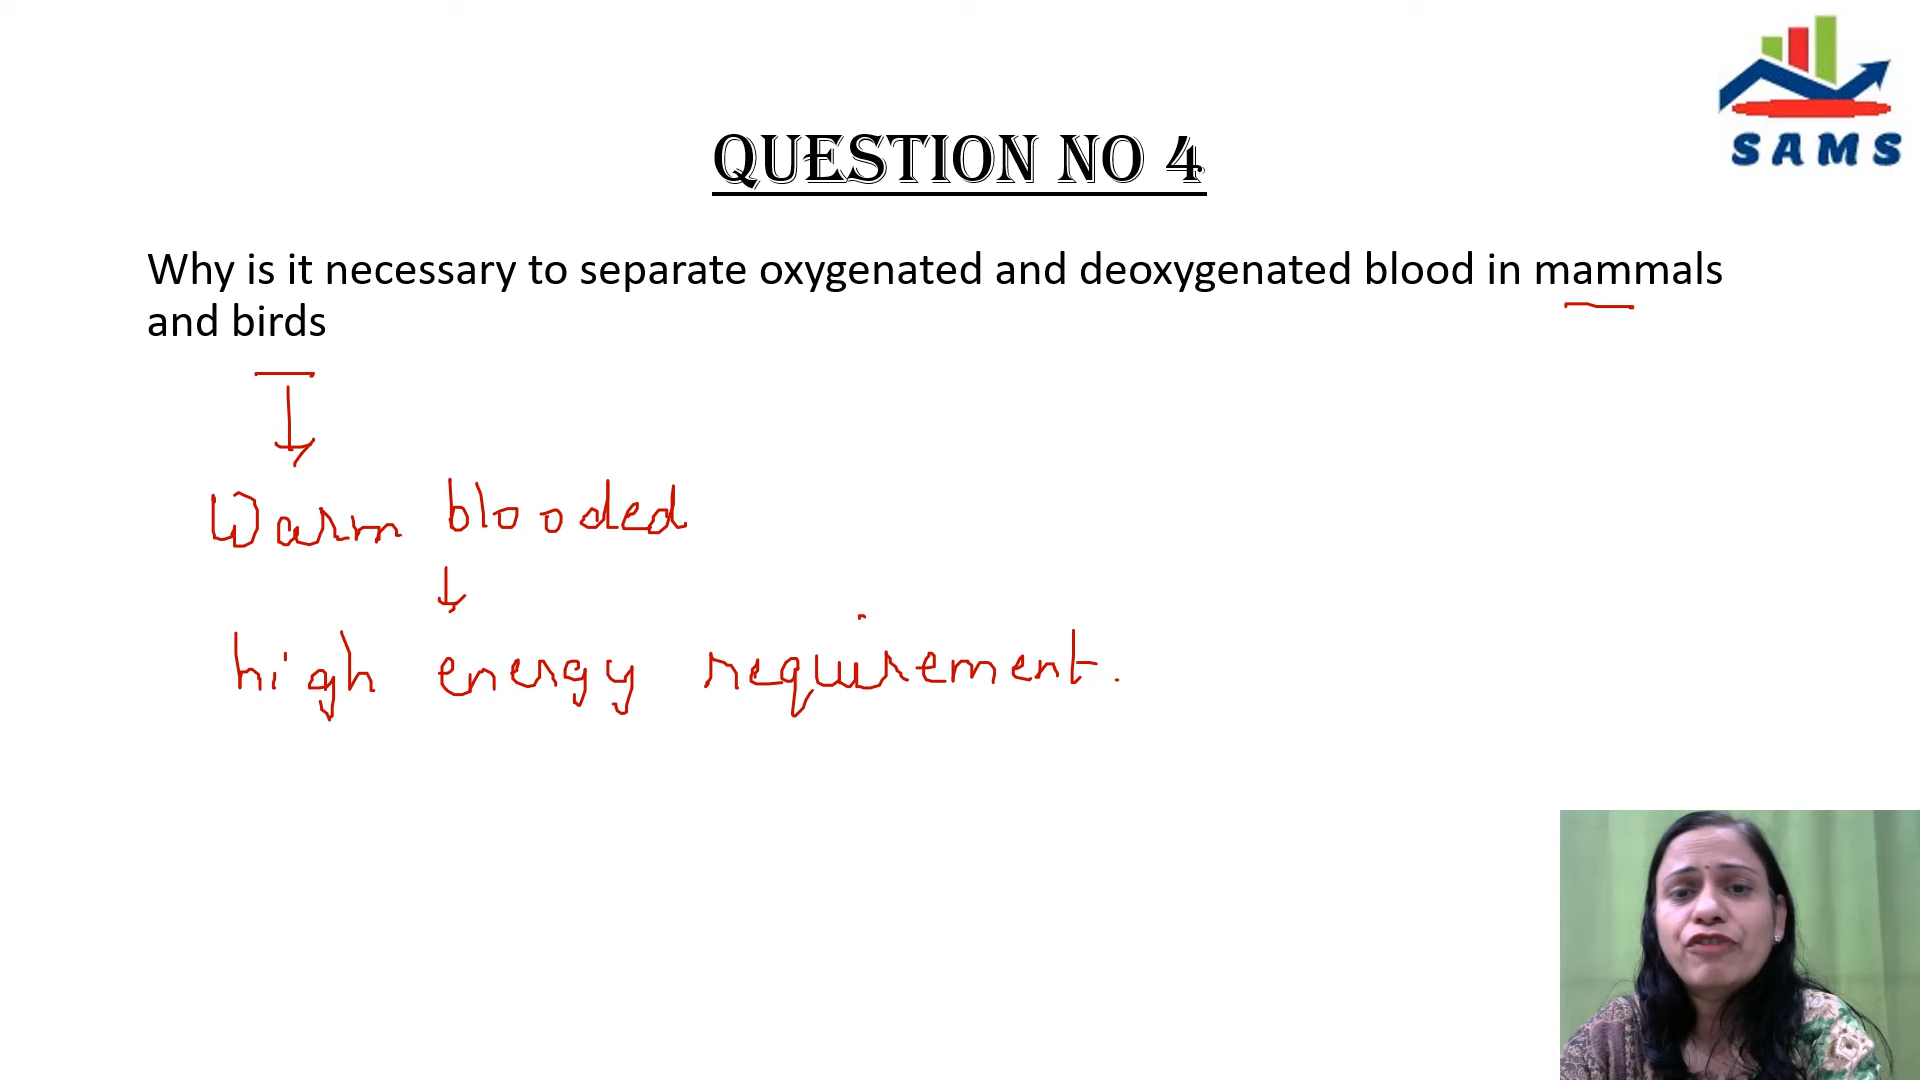 SAMS
QUESTION NO 4
Why is it necessary to separate oxygenated and deoxygenated blood in mammals
and birds
Warm blooded
high energy requirement.